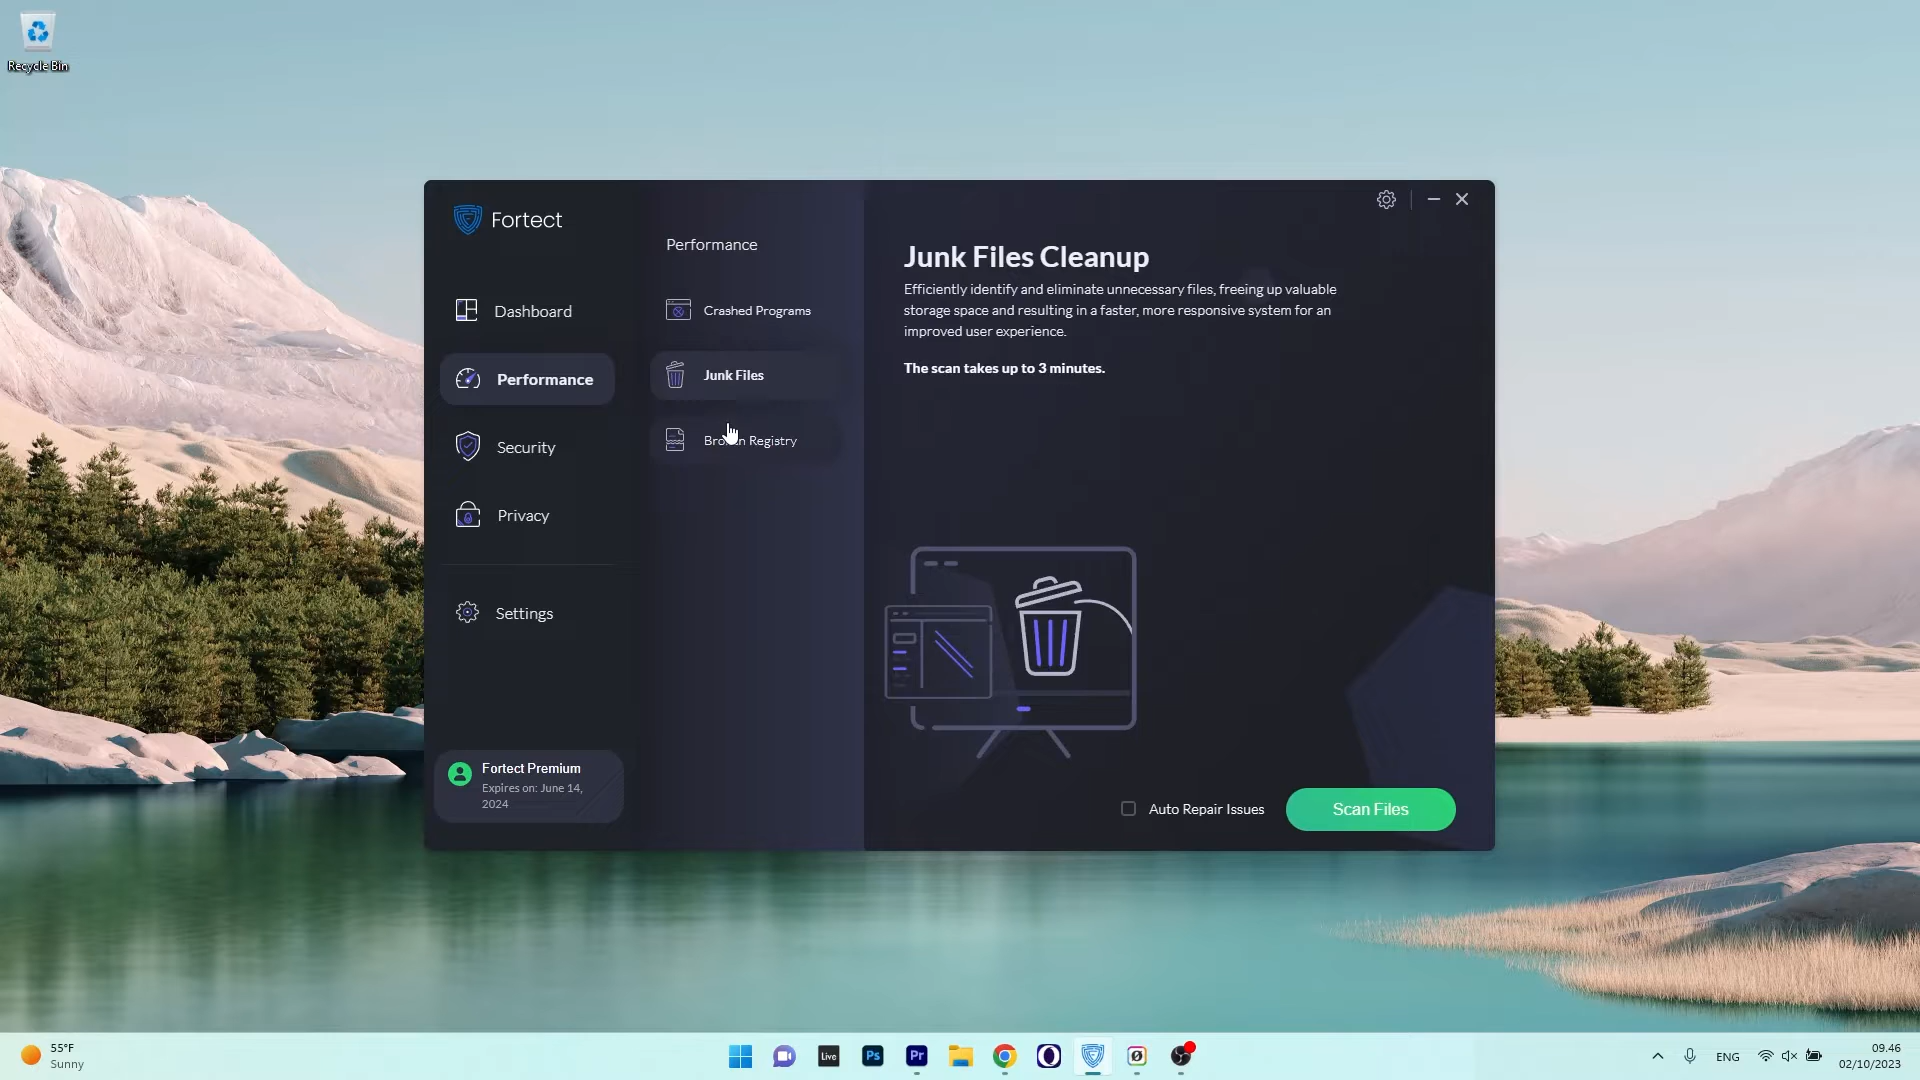 Recycle Bin
Fortect
Dashboard
Performance
Security
Privacy
Settings
Fortect Premium
Expires on: June 14,
2024
Performance
Crashed Programs
Junk Files
Registry
Junk Files Cleanup
Efficiently identify and eliminate unnecessary files, freeing up valuable
storage space and resulting in a faster, more responsive system for an
improved user experience.
The scan takes up to 3 minutes.
Auto Repair Issues
Scan Files
55°F
Sunny
Live
Ps
Pr
ENG
09.46
02/10/2023